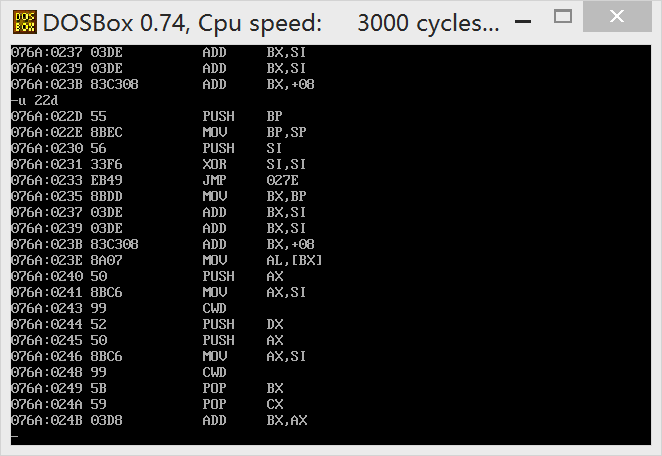 DOS BOX DOSBox 0.74, Cpu speed: 3000 cycles...
076A:0237 03DE ADD BX,SI
076A:0239 03DE ADD BX,SI
076A:023B 83C308 ADD BX,+08
-u 22d
076A:022D 55 PUSH BP
076A:022E 8BEC MOV BP,SP
076A:0230 56 PUSH SI
076A:0231 33F6 XOR SI,SI
076A:0233 EB49 JMP 027E
076A:0235 8BDD MOV BX,BP
076A:0237 03DE ADD BX,SI
076A:0239 03DE ADD BX,SI
076A:023B 83C308 ADD BX,+08
076A:023E 8A07 MOV AL,[BX]
076A:0240 50 PUSH AX
076A:0241 8BC6 MOV AX,SI
076A:0243 99 CWD
076A:0244 52 PUSH DX
076A:0245 50 PUSH AX
076A:0246 8BC6 MOV AX,SI
076A:0248 99 CWD
076A:0249 5B POP BX
076A:024A 59 POP CX
076A:024B 03D8 ADD BX,AX
-